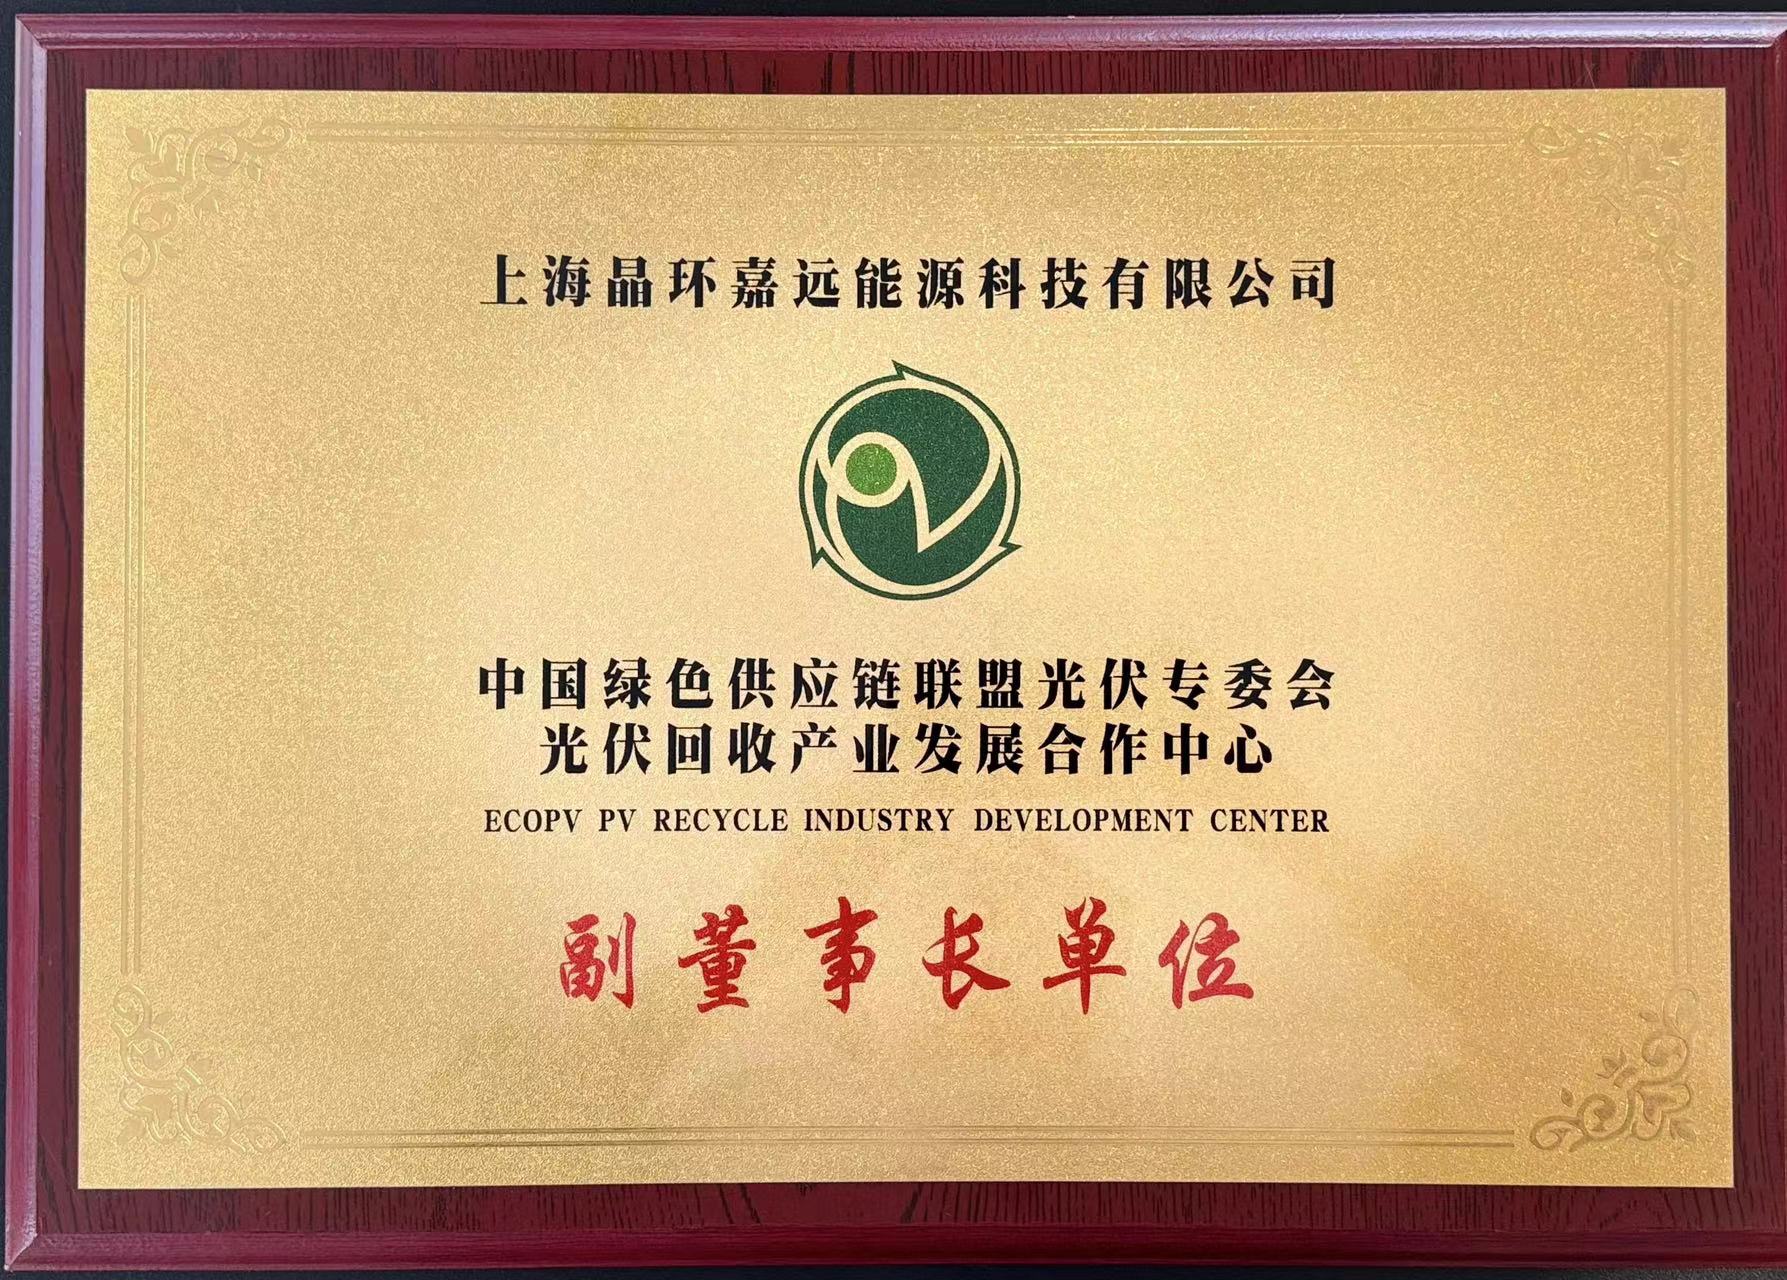 上海晶环嘉远能源科技有限公司
中国绿色供应链联盟光伏专委会
光伏回收产业发展合作中心
ECOPV PV RECYCLE INDUSTRY DEVELOPMENT CENTER
副董事长单位